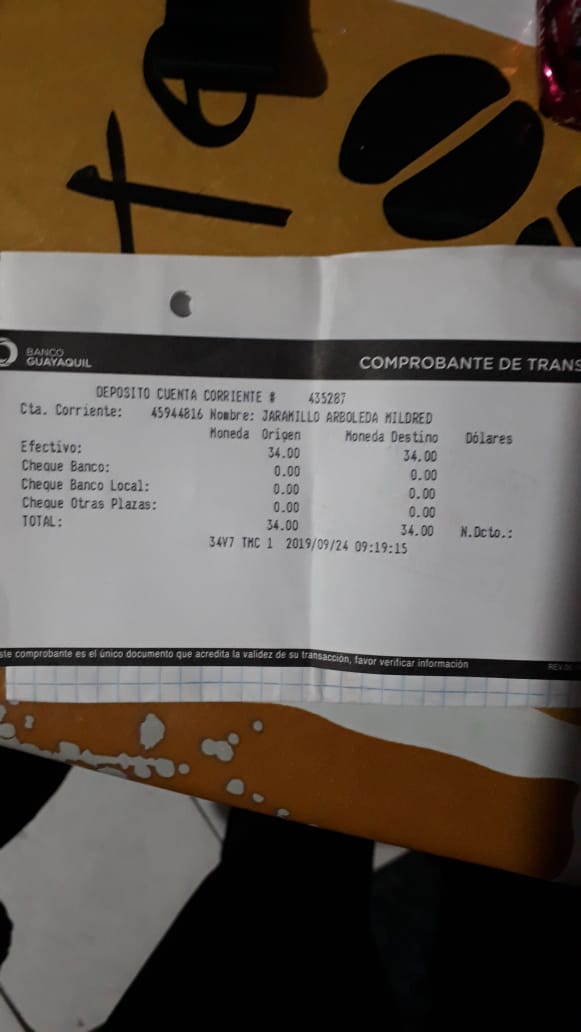 ta
BANCO
GUAYAQUIL
COMPROBANTE DE TRANS
DEPOSITO CUENTA CORRIENTE # 435287
Cta. Corriente: 45944816 Nombre: JARAMILLO ARBOLEDA MILDRED
Moneda Origen Moneda Destino Dólares
Efectivo: 34.00 34.00
Cheque Banco: 0.00 0.00
Cheque Banco Local: 0.00 0.00
Cheque Otras Plazas: 0.00 0.00
TOTAL: 34.00 34.00 N.Dcto.:
34V7 TMC 1 2019/09/24 09:19:15
ste comprobante es el único documento que acredita la validez de su transacción, favor verificar información